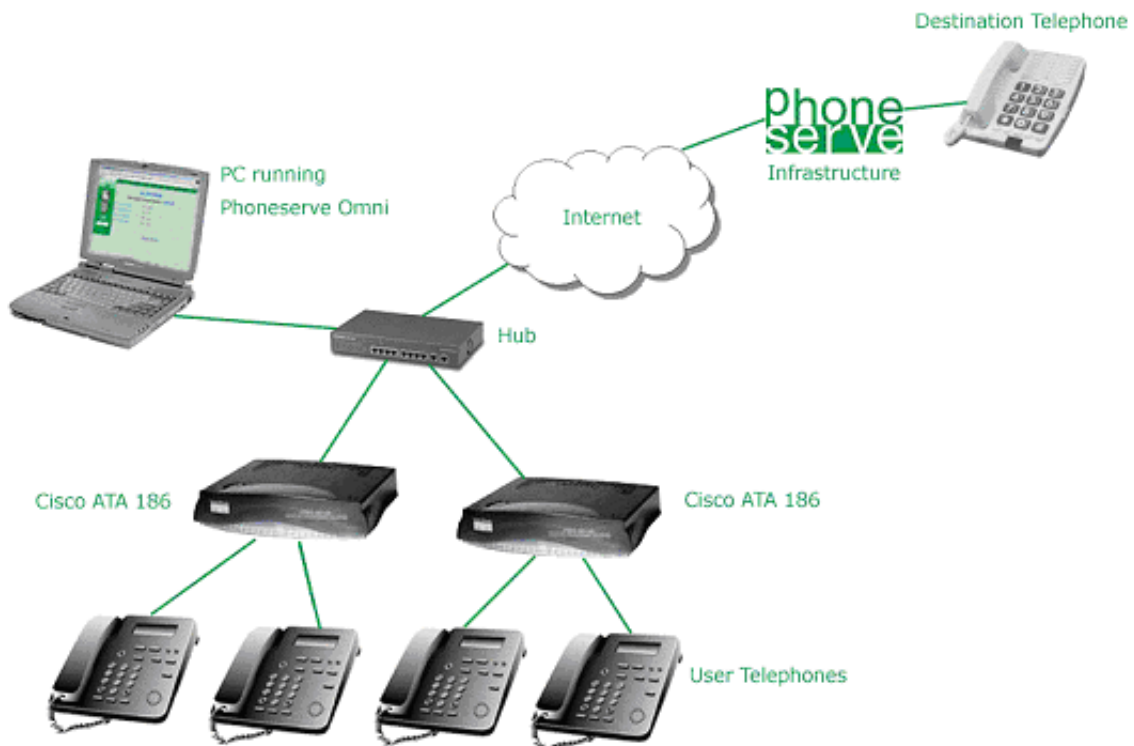 Destination Telephone
phone
serve
Infrastructure
PC running
Phoneserve Omni
Internet
Hub
Cisco ATA 186
Cisco ATA 186
User Telephones